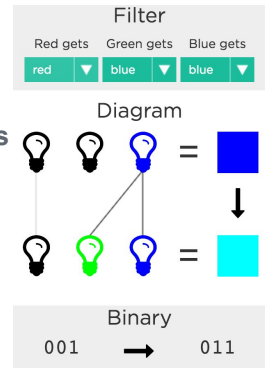 Filter
Red gets Green gets Blue gets
red blue blue
Diagram
s
=
=
Binary
001 011